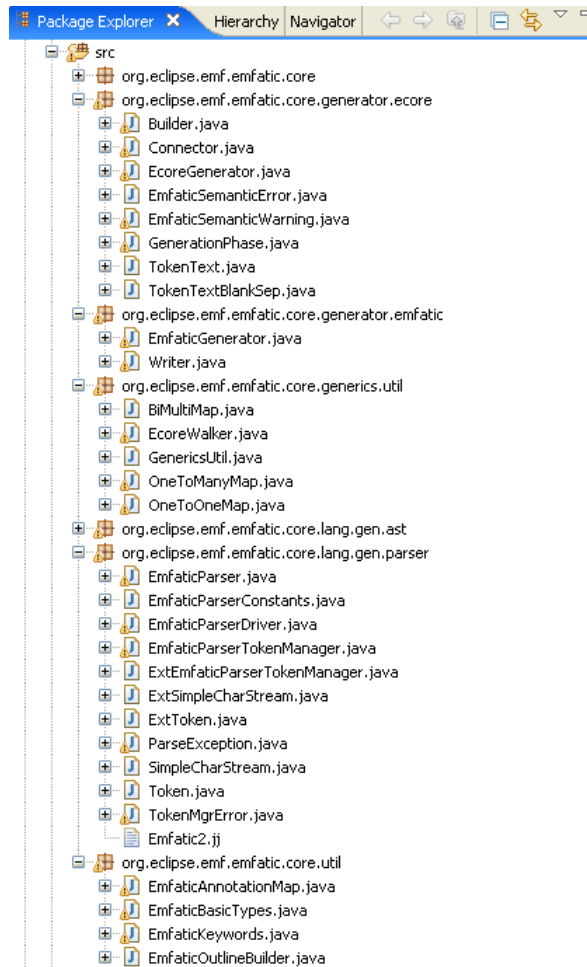 Package Explorer Hierarchy Navigator
src
org.eclipse.emf.emfatic.core
org.eclipse.emf.emfatic.core.generator.ecore
Builder.java
Connector.java
EcoreGenerator.java
EmfaticSemanticError.java
EmfaticSemanticWarning.java
GenerationPhase.java
TokenText.java
TokenTextBlankSep.java
org.eclipse.emf.emfatic.core.generator.emfatic
EmfaticGenerator.java
Writer.java
org.eclipse.emf.emfatic.core.generics.util
BiMultiMap.java
EcoreWalker.java
GenericsUtil.java
OneToManyMap.java
OneToOneMap.java
org.eclipse.emf.emfatic.core.lang.gen.ast
org.eclipse.emf.emfatic.core.lang.gen.parser
EmfaticParser.java
EmfaticParserConstants.java
EmfaticParserDriver.java
EmfaticParserTokenManager.java
ExtEmfaticParserTokenManager.java
ExtSimpleCharStream.java
ExtToken.java
ParseException.java
SimpleCharStream.java
Token.java
TokenMgrError.java
Emfatic2.jj
org.eclipse.emf.emfatic.core.util
EmfaticAnnotationMap.java
EmfaticBasicTypes.java
EmfaticKeywords.java
EmfaticOutlineBuilder.java